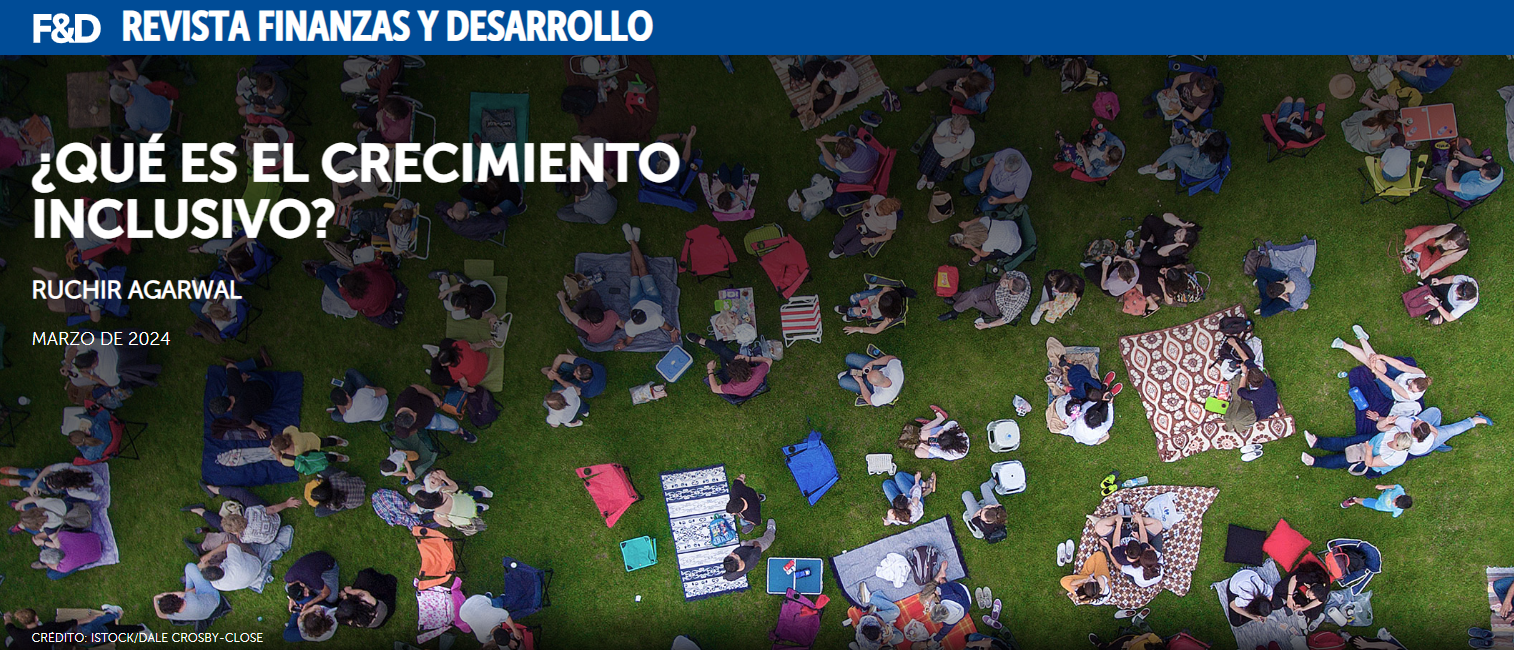 F&D REVISTA FINANZAS Y DESARROLLO
¿QUÉ ES EL CRECIMIENTO
INCLUSIVO?
RUCHIR AGARWAL
MARZO DE 2024
CRÉDITO: ISTOCK/DALE CROSBY-CLOSE